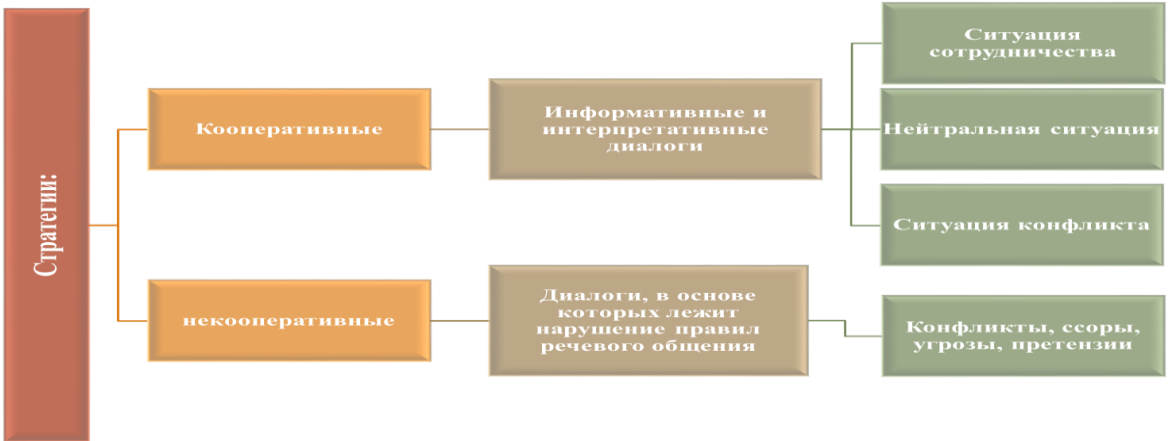 Стратегии:
Кооперативные
Информативные и
интерпретативные
диалоги
Ситуация
сотрудничества
Нейтральная ситуация
Ситуация конфликта
некооперативные
Диалоги, в основе
которых лежит
нарушение правил
речевого общения
Конфликты, ссоры,
угрозы, претензии